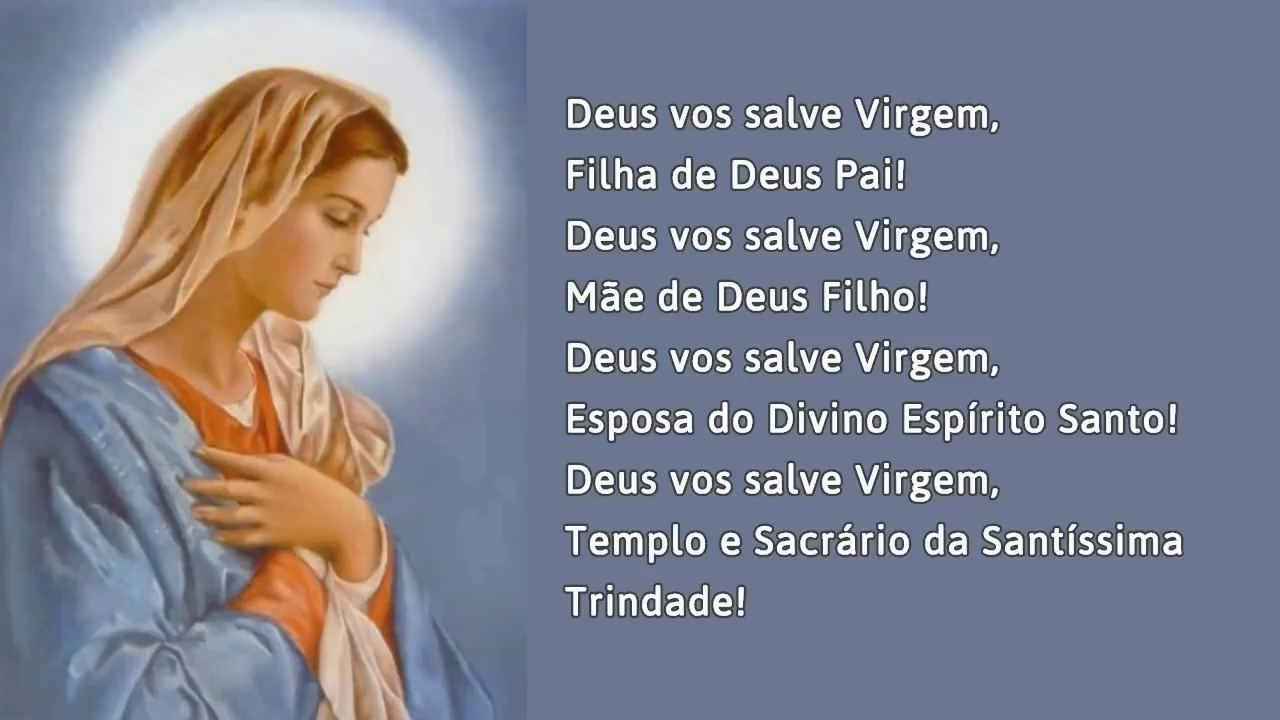 Deus vos salve Virgem,
Filha de Deus Pai!
Deus vos salve Virgem,
Mãe de Deus Filho!
Deus vos salve Virgem,
Esposa do Divino Espírito Santo!
Deus vos salve Virgem,
Templo e Sacrário da Santíssima
Trindade!